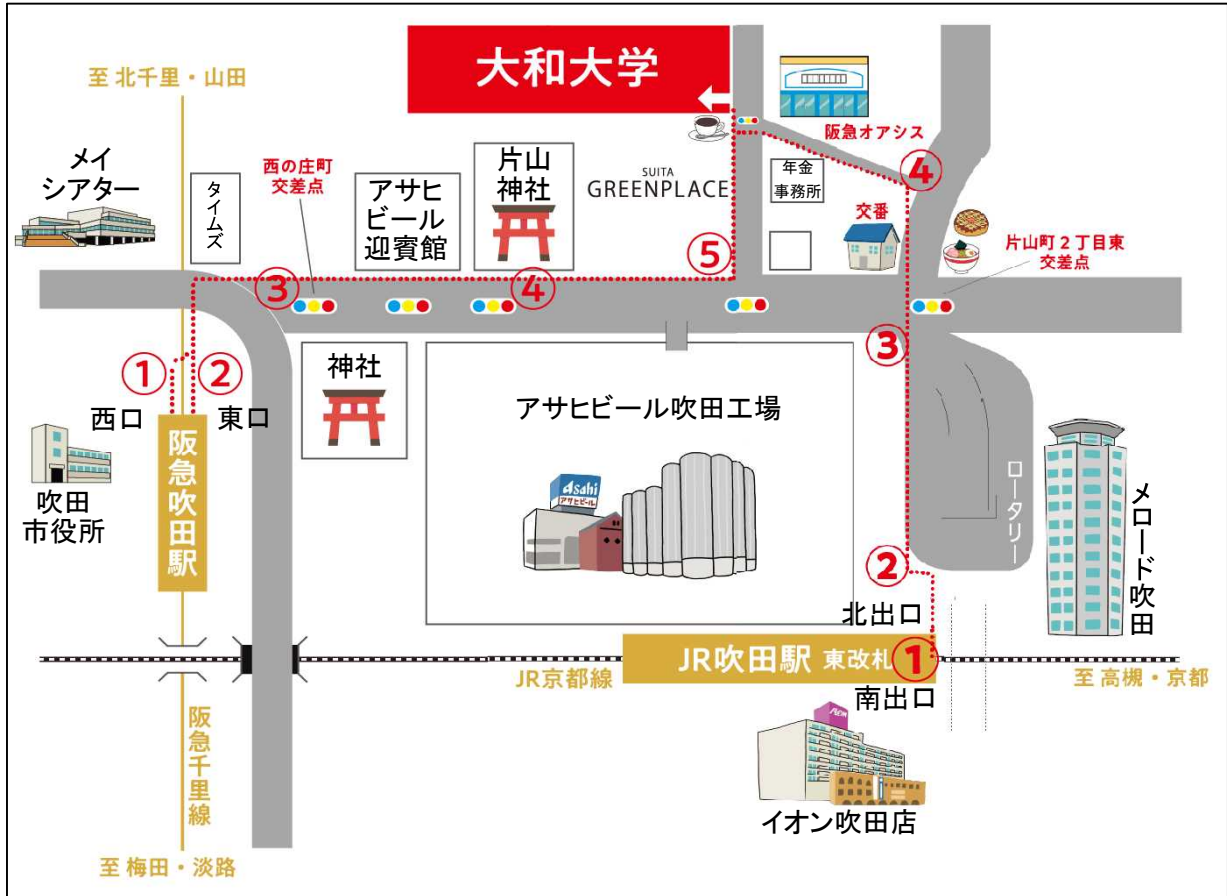 大和大学
至 北千里・山田
阪急オアシス
メイ
シアター
タイムズ
西の庄町
交差点
アサヒ
ビール
迎賓館
片山
神社
SUITA
GREENPLACE
年金
事務所
④
交番
⑤
片山町２丁目東
交差点
③
④
③
①
②
西口
東口
神社
アサヒビール吹田工場
阪急吹田駅
吹田
市役所
Asahi
アサヒビール
ロータリー
メロード吹田
②
北出口
JR吹田駅 東改札
①
JR京都線
至 高槻・京都
南出口
阪急千里線
AEON
イオン吹田店
至 梅田・淡路